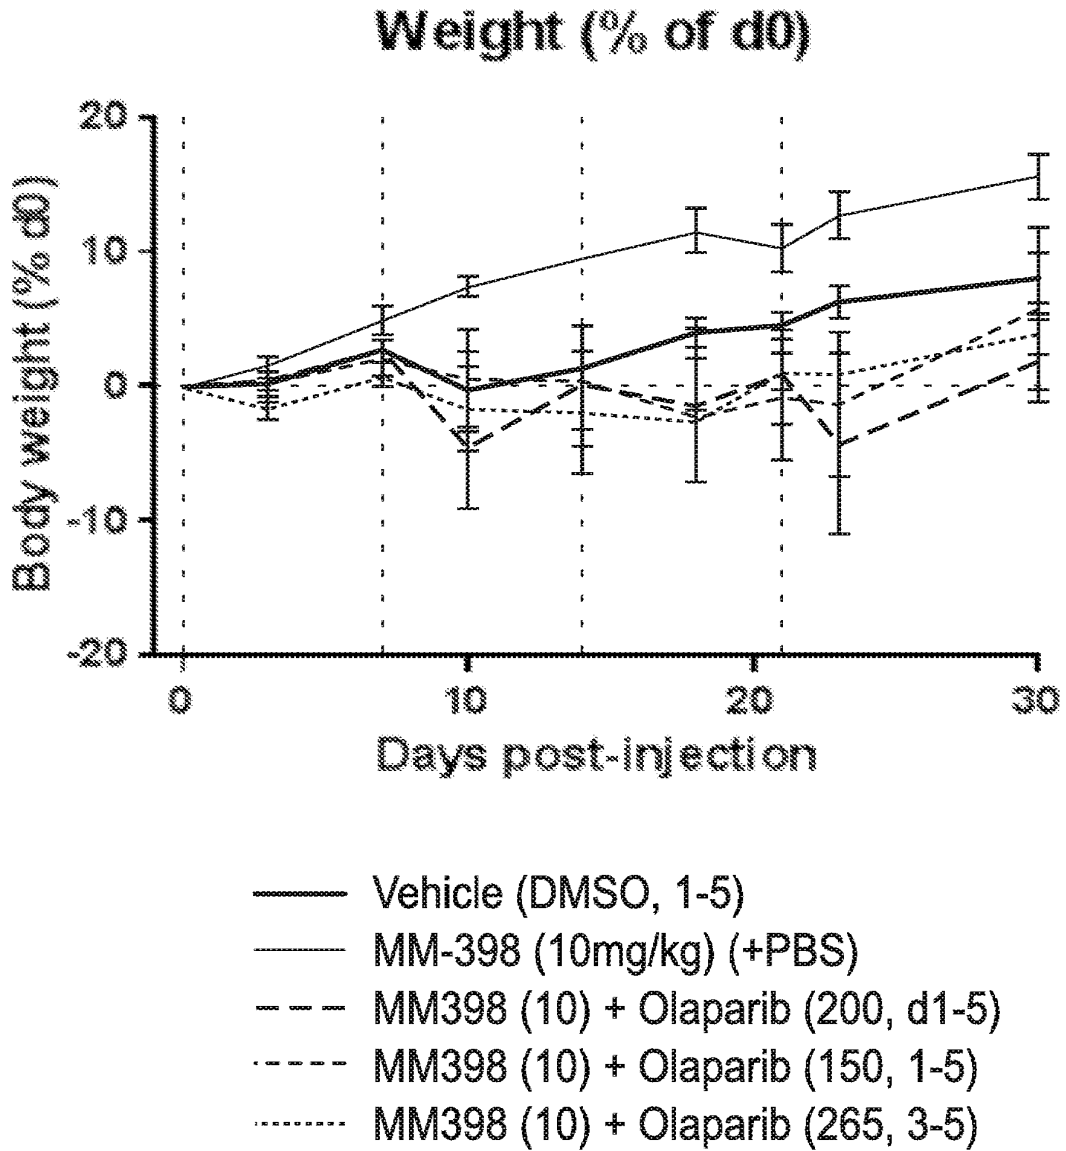 Weight (% of d0)
20
10
0
-10
-20
Body weight (% d0)
0 10 20 30
Days post-injection
Vehicle (DMSO, 1-5)
MM-398 (10mg/kg) (+PBS)
MM398 (10) + Olaparib (200, d1-5)
MM398 (10) + Olaparib (150, 1-5)
MM398 (10) + Olaparib (265, 3-5)